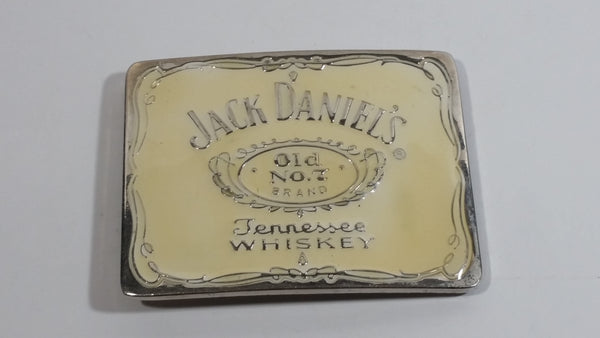 JACK DANIEL'S®
Old
No.7
BRAND
Tennessee
WHISKEY